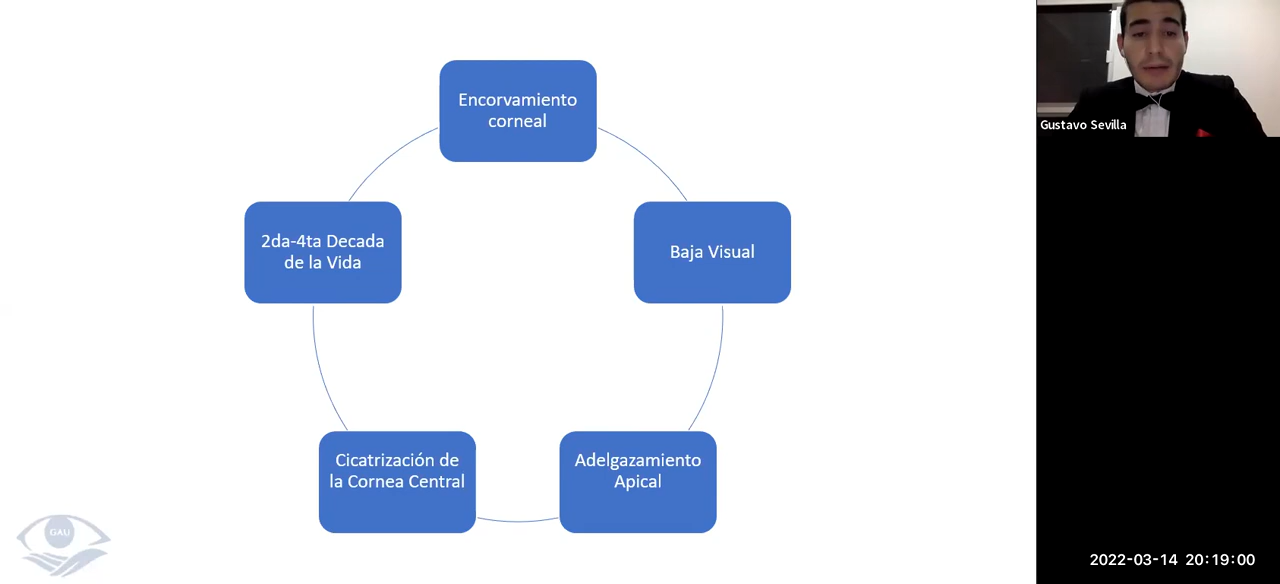 Encorvamiento
corneal
2da-4ta Decada
de la Vida
Baja Visual
Cicatrización de
la Cornea Central
Adelgazamiento
Apical
GAU
Gustavo Sevilla
2022-03-14 20:19:00